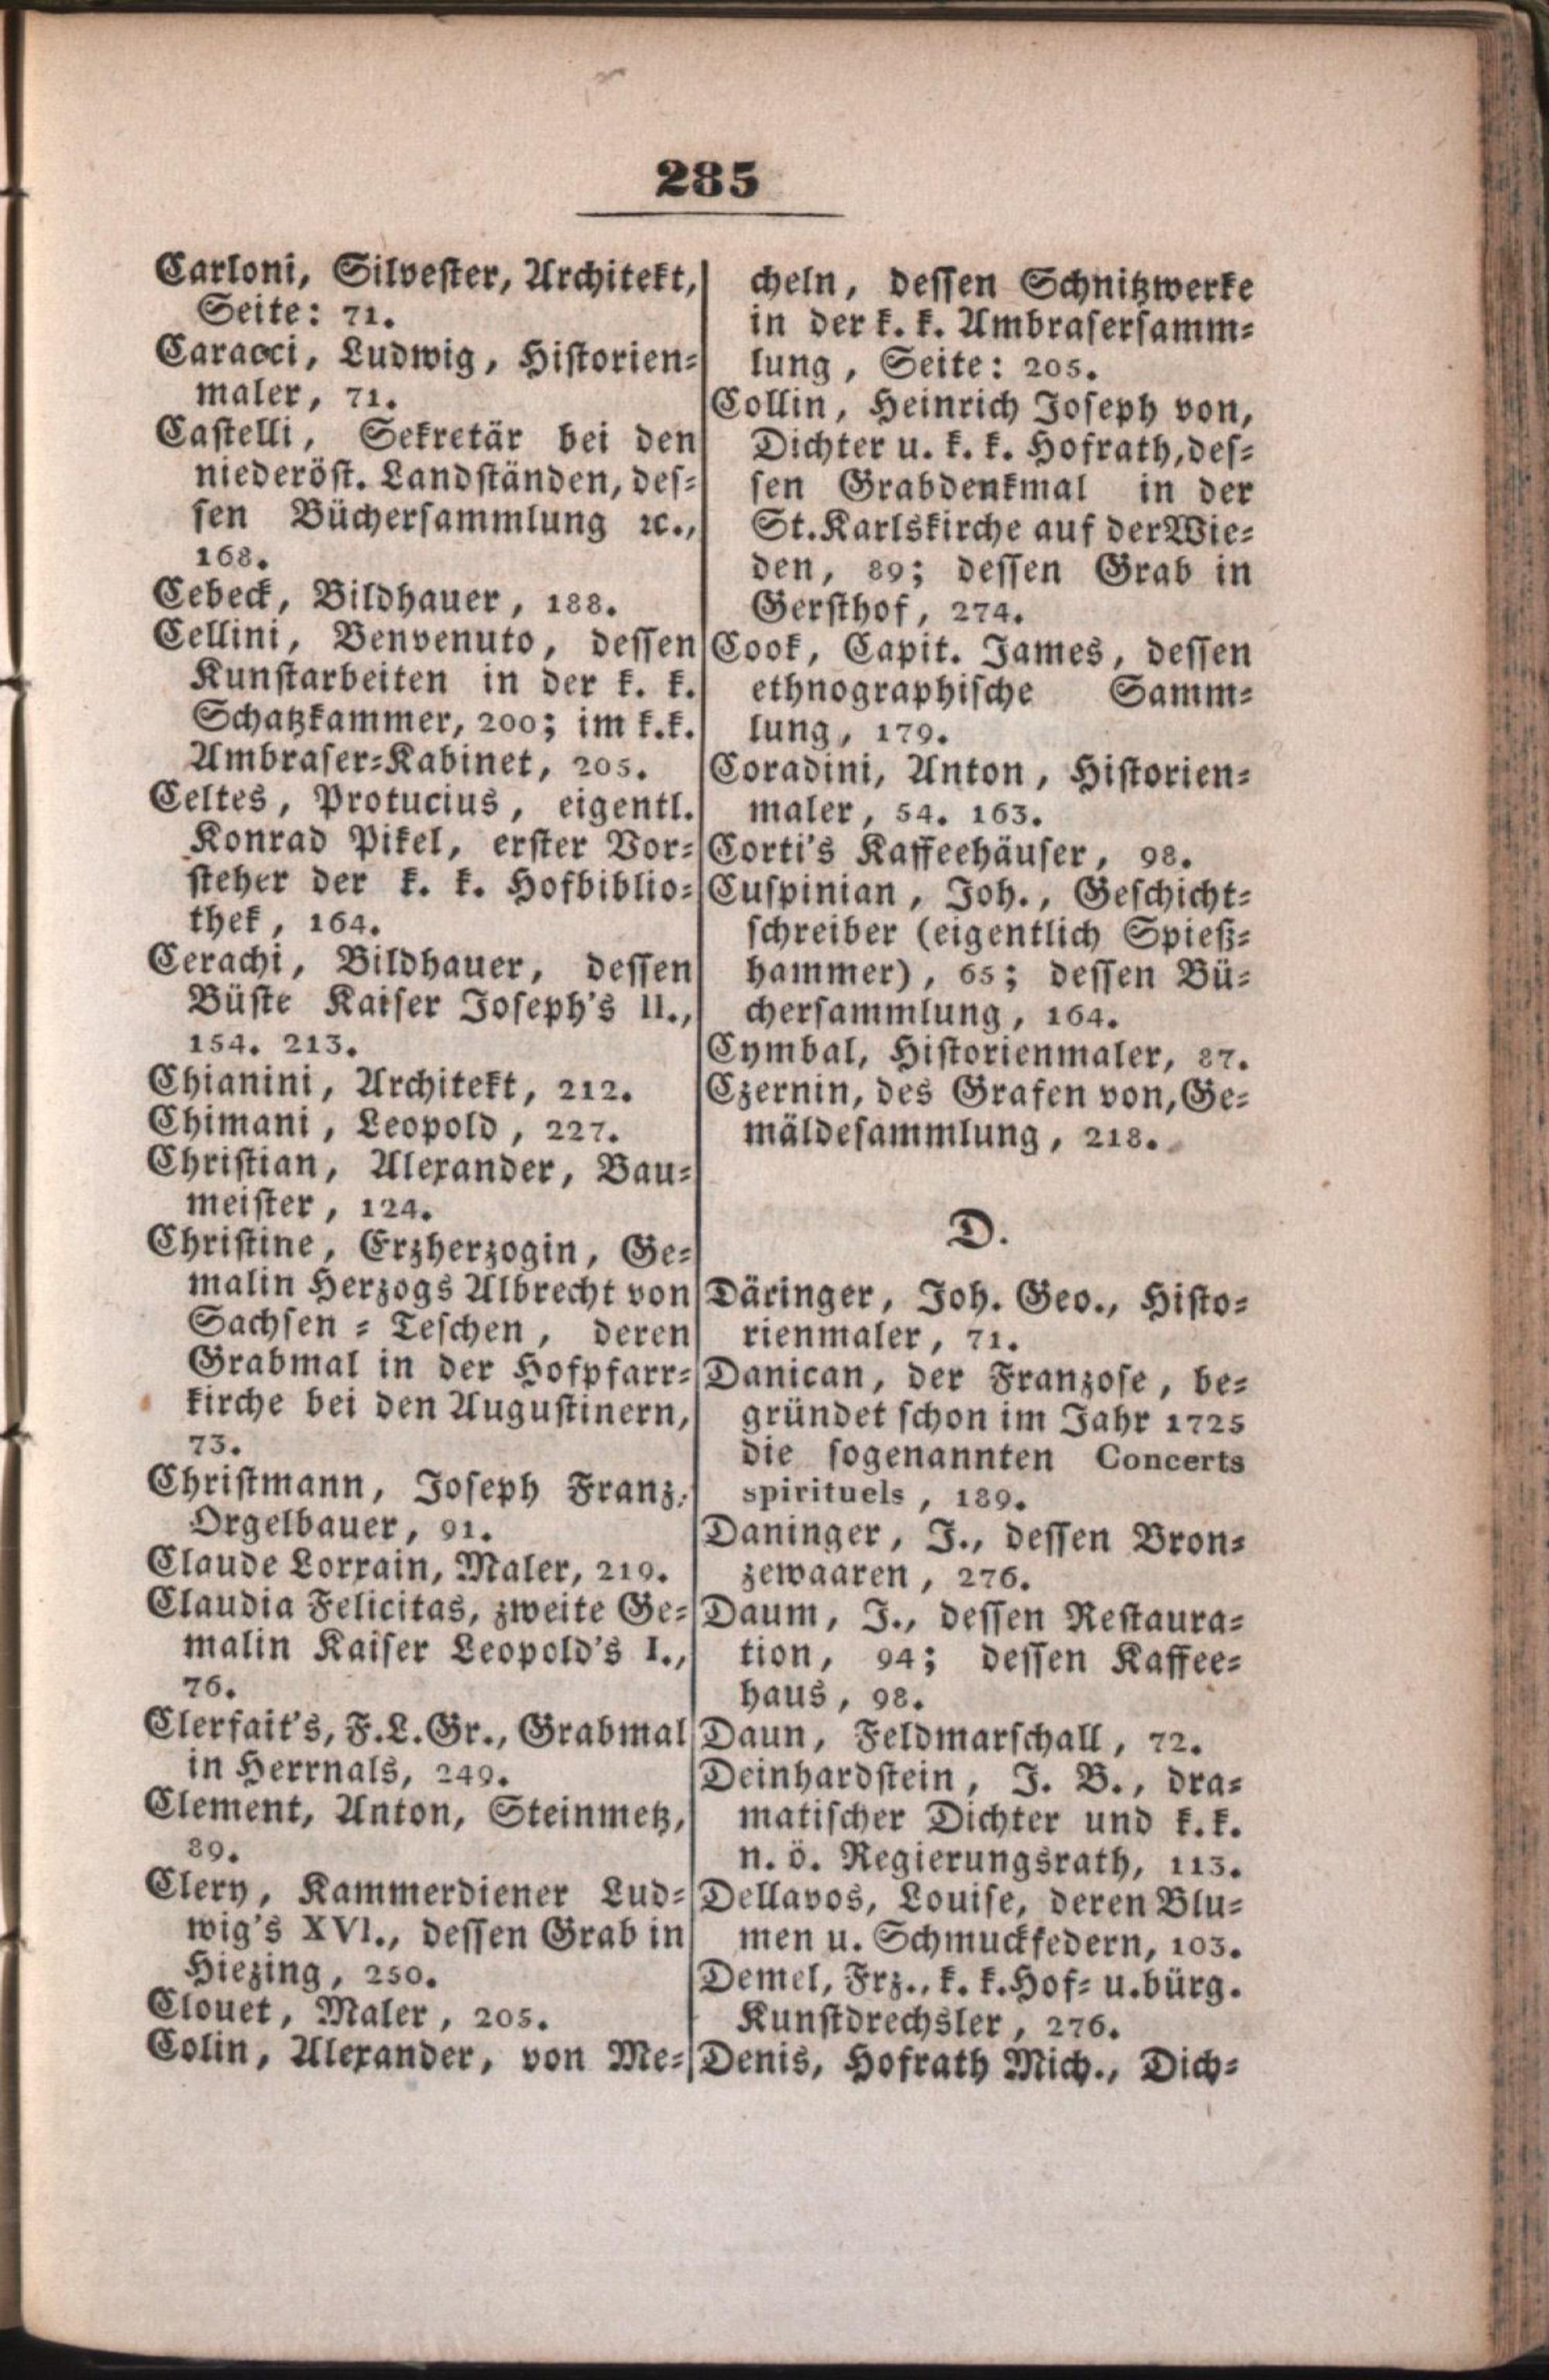 285
Carloni, Silvester, Architekt,
Seite: 71.
Caracci, Ludwig, Historien-
maler, 71.
Castelli, Sekretär bei den
niederöst. Landständen, des-
sen Büchersammlung ꝛc.,
168.
Cebeck, Bildhauer, 188.
Cellini, Benvenuto, dessen
Kunstarbeiten in der k. k.
Schatzkammer, 200; im k.k.
Ambraser-Kabinet, 205.
Celtes, Protucius, eigentl.
Konrad Pikel, erster Vor-
steher der k. k. Hofbiblio-
thek, 164.
Cerachi, Bildhauer, dessen
Büste Kaiser Joseph's II.,
154. 213.
Chianini, Architekt, 212.
Chimani, Leopold, 227.
Christian, Alexander, Bau-
meister, 124.
Christine, Erzherzogin, Ge-
malin Herzogs Albrecht von
Sachsen-Teschen, deren
Grabmal in der Hofpfarr-
kirche bei den Augustinern,
73.
Christmann, Joseph Franz,
Orgelbauer, 91.
Claude Lorrain, Maler, 219.
Claudia Felicitas, zweite Ge-
malin Kaiser Leopold's I.,
76.
Clerfait's, F.L.Gr., Grabmal
in Herrnals, 249.
Clement, Anton, Steinmetz,
89.
Clery, Kammerdiener Lud-
wig's XVI., dessen Grab in
Hiezing, 250.
Clouet, Maler, 205.
Colin, Alexander, von Me-
cheln, dessen Schnitzwerke
in der k. k. Ambrasersamm-
lung, Seite: 205.
Collin, Heinrich Joseph von,
Dichter u. k. k. Hofrath, des-
sen Grabdenkmal in der
St. Karlskirche auf der Wie-
den, 89; dessen Grab in
Gersthof, 274.
Cook, Capit. James, dessen
ethnographische Samm-
lung, 179.
Coradini, Anton, Historien-
maler, 54. 163.
Corti's Kaffeehäuser, 98.
Cuspinian, Joh., Geschicht-
schreiber (eigentlich Spieß-
hammer), 65; dessen Bü-
chersammlung, 164.
Cymbal, Historienmaler, 87.
Czernin, des Grafen von, Ge-
mäldesammlung, 218.
D.
Däringer, Joh. Geo., Histo-
rienmaler, 71.
Danican, der Franzose, be-
gründet schon im Jahr 1725
die sogenannten Concerts
spirituels, 189.
Daninger, J., dessen Bron-
zewaaren, 276.
Daum, J., dessen Restaura-
tion, 94; dessen Kaffee-
haus, 98.
Daun, Feldmarschall, 72.
Deinhardstein, J. B., dra-
matischer Dichter und k.k.
n. ö. Regierungsrath, 113.
Dellavos, Louise, deren Blu-
men u. Schmuckfedern, 103.
Demel, Frz., k. k. Hof- u. bürg.
Kunstdrechsler, 276.
Denis, Hofrath Mich., Dich-